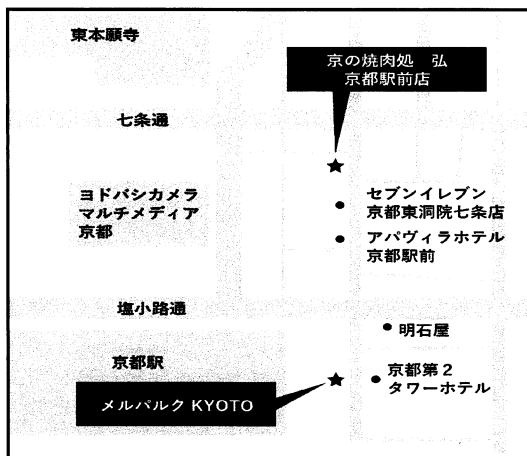 東本願寺
京の焼肉処　弘
京都駅前店
七条通
ヨドバシカメラ
マルチメディア
京都
セブンイレブン
京都東洞院七条店
アパヴィラホテル
京都駅前
塩小路通
明石屋
京都駅
京都第２
タワーホテル
メルパルク KYOTO